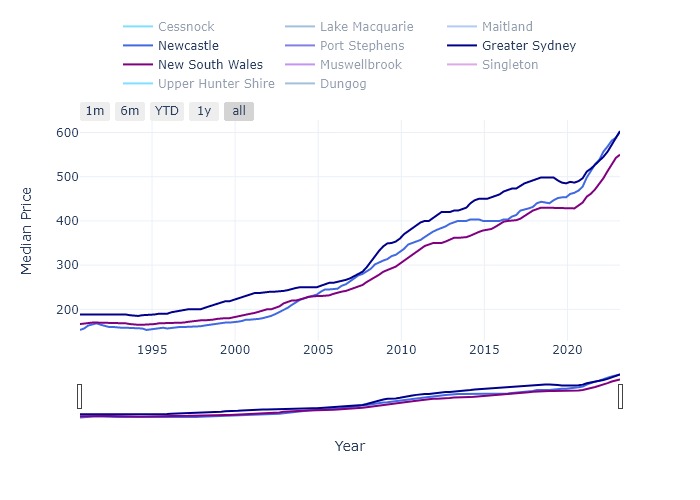 Cessnock Lake Macquarie Maitland
Newcastle Port Stephens Greater Sydney
New South Wales Muswellbrook Singleton
Upper Hunter Shire Dungog
1m 6m YTD 1y all
600
500
400
300
200
Median Price
1995 2000 2005 2010 2015 2020
Year